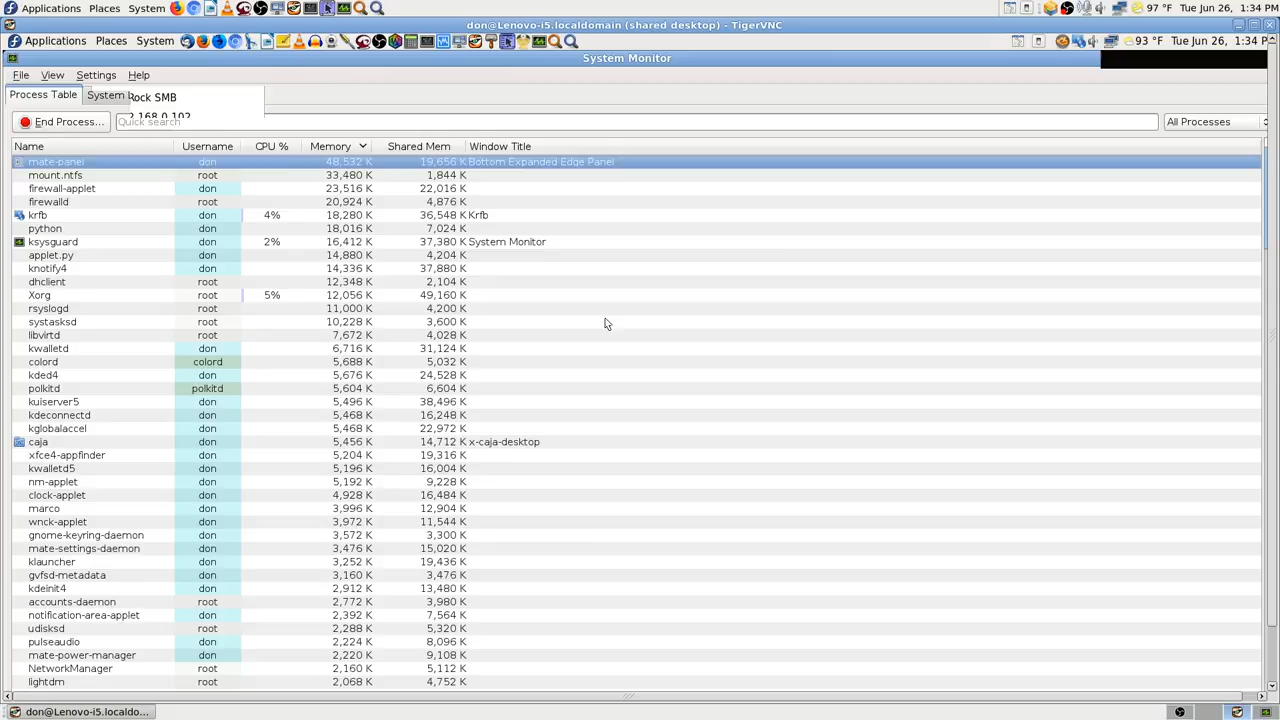 Applications Places System 97 °F Tue Jun 26, 1:34 PM
don@Lenovo-i5.localdomain (shared desktop) - TigerVNC
Applications Places System 93 °F Tue Jun 26, 1:34 P
System Monitor
File View Settings Help
Process Table System
Rock SMB
2.168.0.102
End Process... Quick search All Processes
Name Username CPU % Memory Shared Mem Window Title
mate-panel don 48,532 K 19,656 K Bottom Expanded Edge Panel
mount.ntfs root 33,480 K 1,844 K
firewall-applet don 23,516 K 22,016 K
firewalld root 20,924 K 4,876 K
krfb don 4% 18,280 K 36,548 K Krfb
python don 18,016 K 7,024 K
ksysguard don 2% 16,412 K 37,380 K System Monitor
applet.py don 14,880 K 4,204 K
knotify4 don 14,336 K 37,880 K
dhclient root 12,348 K 2,104 K
Xorg root 5% 12,056 K 49,160 K
rsyslogd root 11,000 K 4,200 K
systasksd root 10,228 K 3,600 K
libvirtd root 7,672 K 4,028 K
kwalletd don 6,716 K 31,124 K
colord colord 5,688 K 5,032 K
kded4 don 5,676 K 24,528 K
polkitd polkitd 5,604 K 6,604 K
kuiserver5 don 5,496 K 38,496 K
kdeconnectd don 5,468 K 16,248 K
kglobalaccel don 5,468 K 22,972 K
caja don 5,456 K 14,712 K x-caja-desktop
xfce4-appfinder don 5,204 K 19,316 K
kwalletd5 don 5,196 K 16,004 K
nm-applet don 5,192 K 9,228 K
clock-applet don 4,928 K 16,484 K
marco don 3,996 K 12,904 K
wnck-applet don 3,972 K 11,544 K
gnome-keyring-daemon don 3,572 K 3,300 K
mate-settings-daemon don 3,476 K 15,020 K
klauncher don 3,252 K 19,436 K
gvfsd-metadata don 3,160 K 3,476 K
kdeinit4 don 2,912 K 13,480 K
accounts-daemon root 2,772 K 3,980 K
notification-area-applet don 2,392 K 7,564 K
udisksd root 2,288 K 5,320 K
pulseaudio don 2,224 K 8,096 K
mate-power-manager don 2,220 K 9,108 K
NetworkManager root 2,160 K 5,112 K
lightdm root 2,068 K 4,752 K
don@Lenovo-i5.localdo...